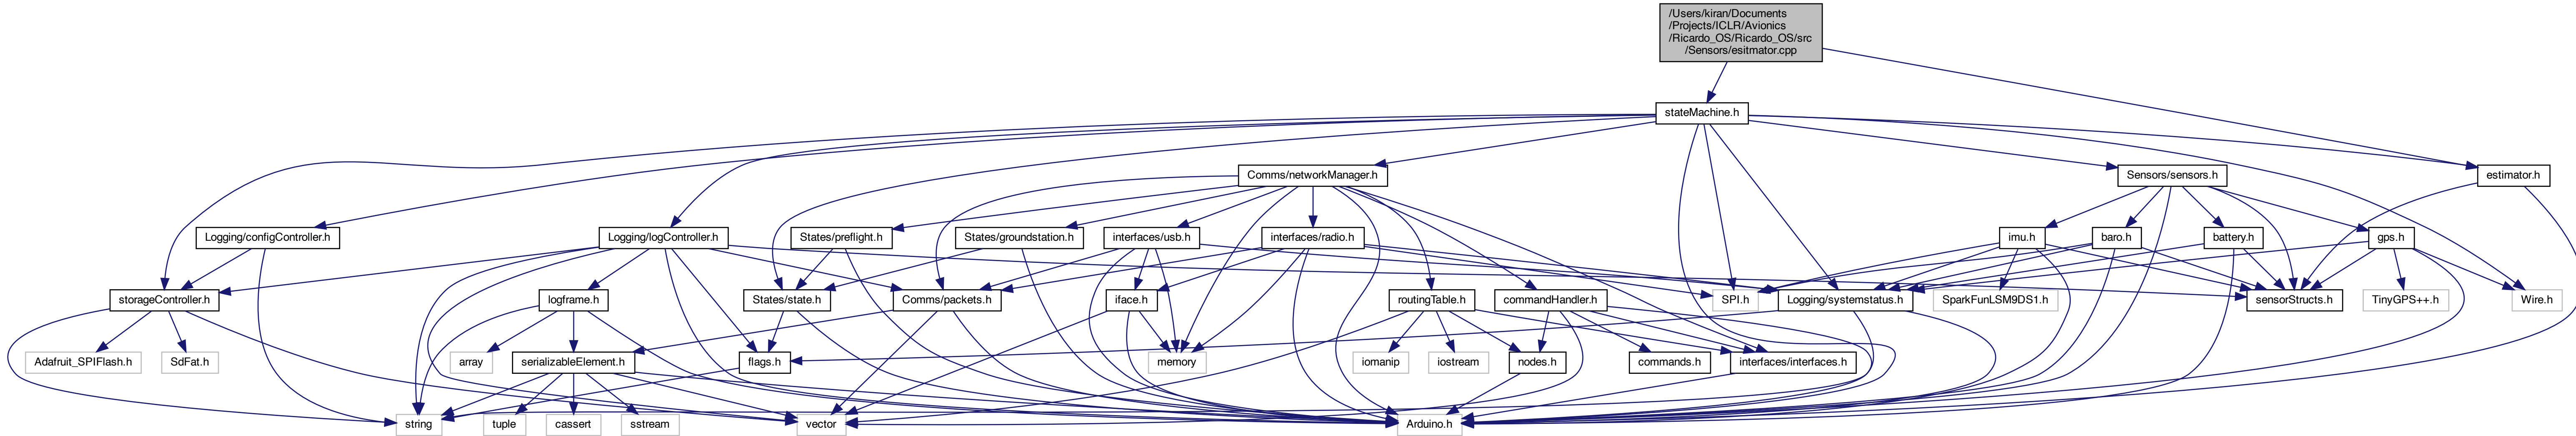 /Users/kiran/Documents
/Projects/ICLR/Avionics
/Ricardo_OS/Ricardo_OS/src
/Sensors/esitmator.cpp
stateMachine.h
Comms/networkManager.h
Sensors/sensors.h
estimator.h
Logging/configController.h
Logging/logController.h
States/preflight.h
States/groundstation.h
interfaces/usb.h
interfaces/radio.h
imu.h
baro.h
battery.h
gps.h
storageController.h
logframe.h
States/state.h
Comms/packets.h
iface.h
routingTable.h
commandHandler.h
SPI.h
Logging/systemstatus.h
SparkFunLSM9DS1.h
sensorStructs.h
TinyGPS++.h
Wire.h
Adafruit_SPIFlash.h
SdFat.h
array
serializableElement.h
flags.h
memory
iomanip
iostream
nodes.h
commands.h
interfaces/interfaces.h
string
tuple
cassert
sstream
vector
Arduino.h